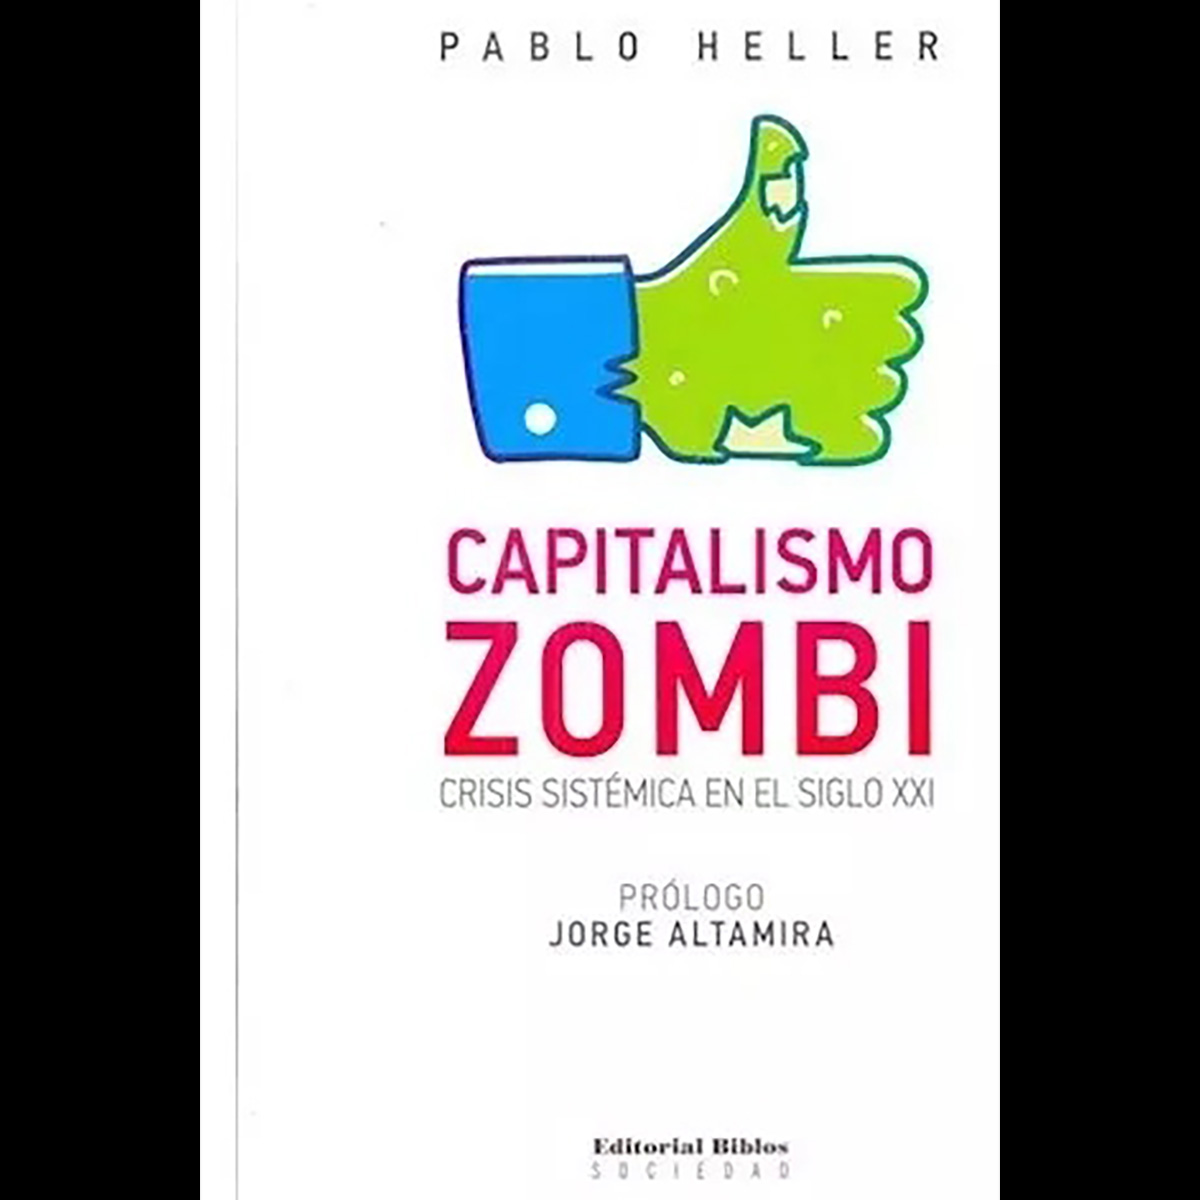 PABLO HELLER
CAPITALISMO
ZOMBI
CRISIS SISTÉMICA EN EL SIGLO XXI
PRÓLOGO
JORGE ALTAMIRA
Editorial Biblos
SOCIEDAD